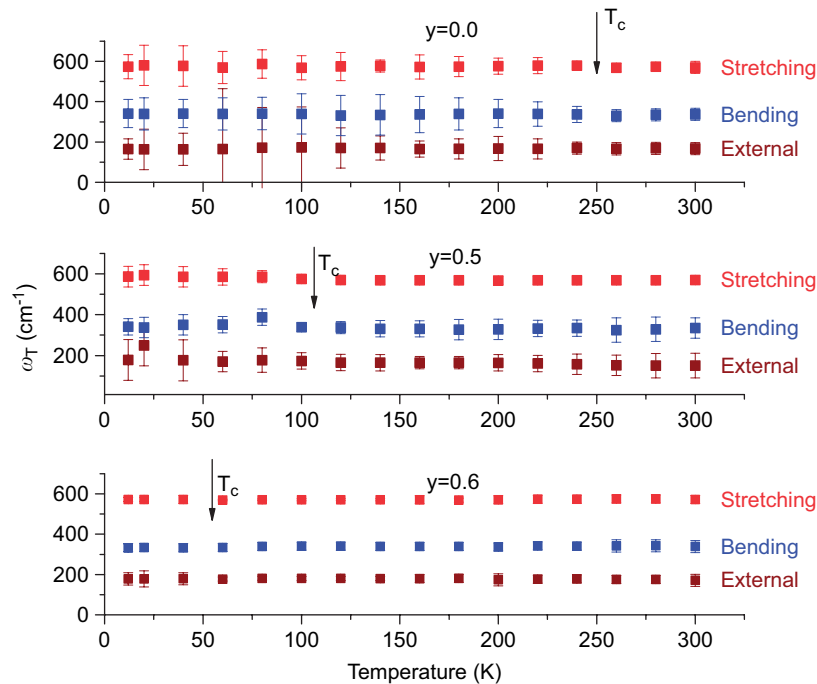 y=0.0
T_c
600
Stretching
400
Bending
200
External
0
0 50 100 150 200 250 300
y=0.5
T_c
600
Stretching
400
Bending
200
External
ω_T (cm⁻¹)
0 50 100 150 200 250 300
y=0.6
T_c
600
Stretching
400
Bending
200
External
0
0 50 100 150 200 250 300
Temperature (K)